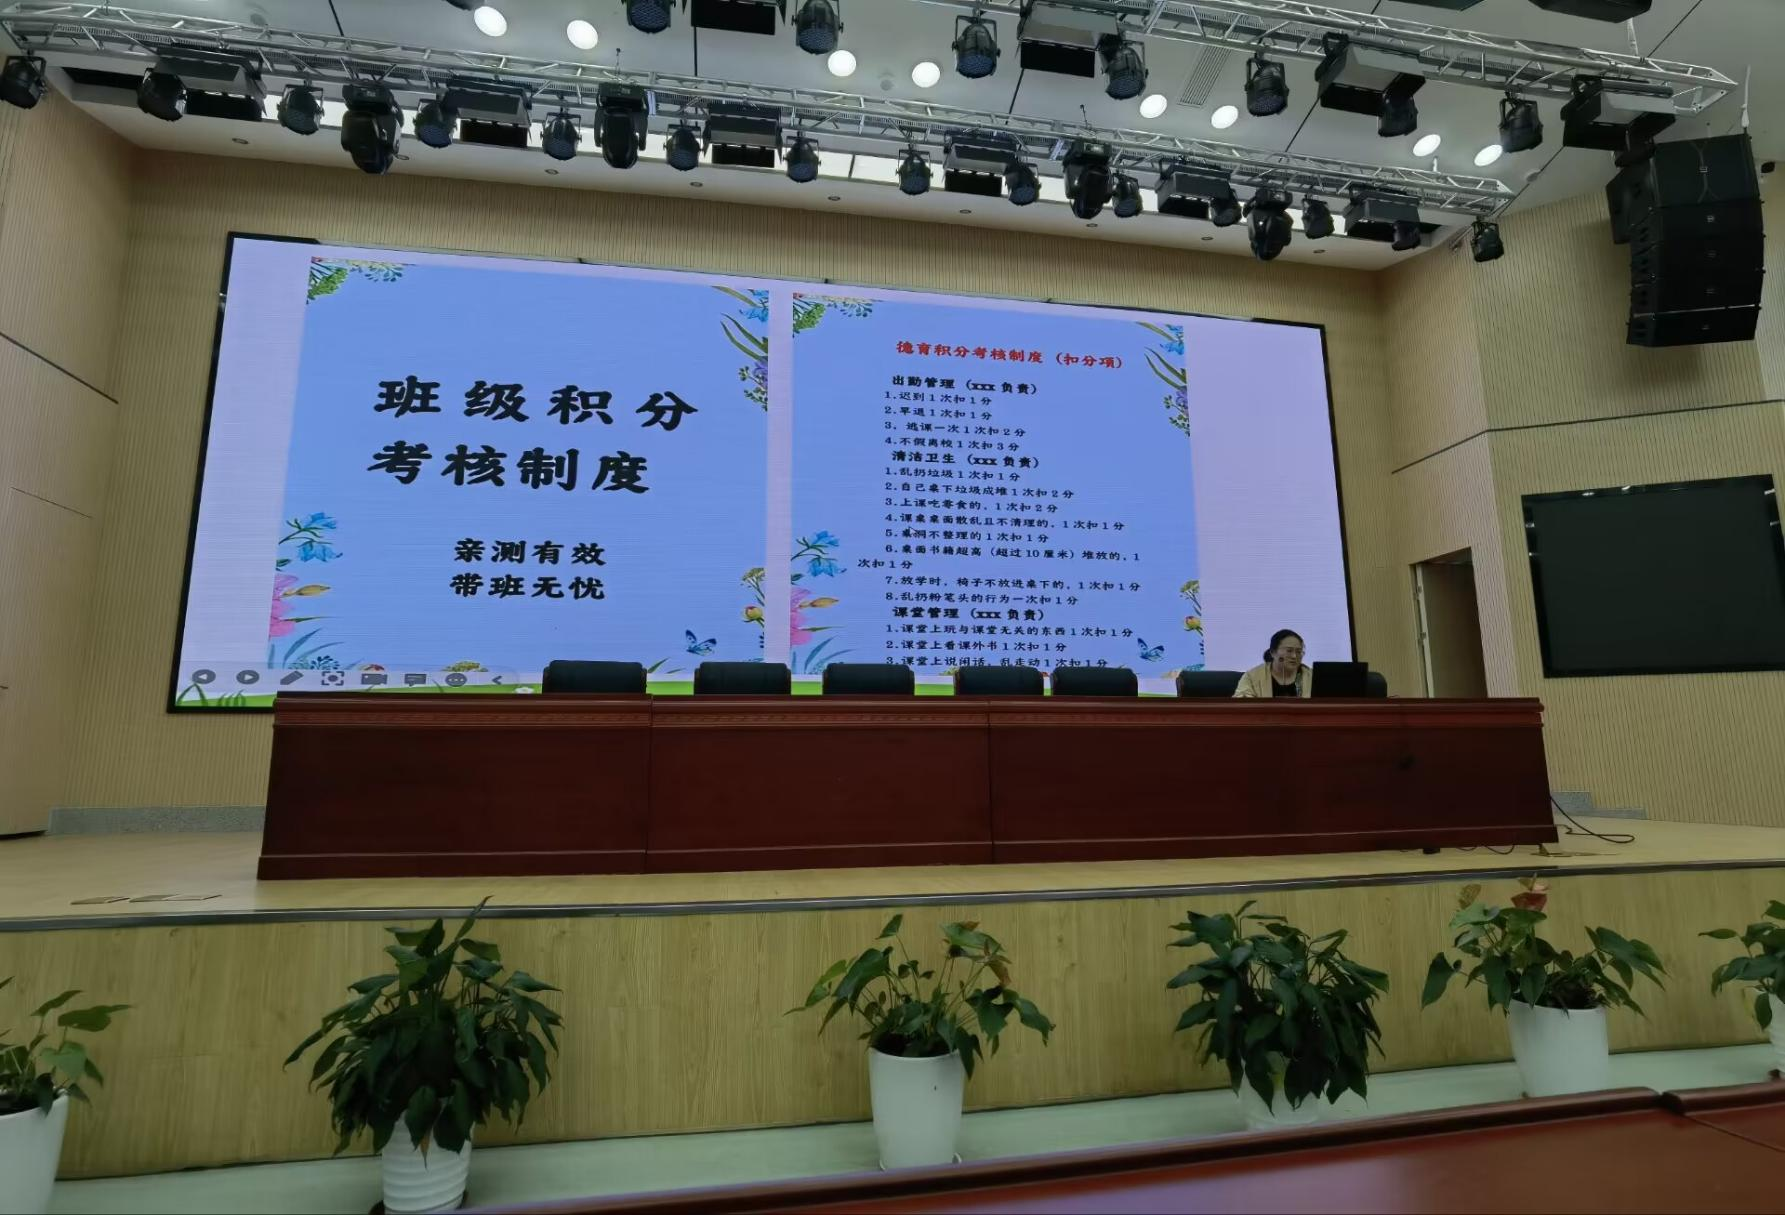 班级积分
考核制度
亲测有效
带班无忧
德育积分考核制度（扣分项）
出勤管理（xxx 负责）
1.迟到1次扣1分
2.早退1次扣1分
3. 逃课一次1次扣2分
4.不假离校1次扣3分
清洁卫生（xxx 负责）
1.乱扔垃圾1次扣1分
2.自己桌下垃圾成堆1次扣2分
3.上课吃零食的，1次扣2分
4.课桌桌面散乱且不清理的，1次扣1分
5.桌洞不整理的1次扣1分
6.桌面书籍超高（超过10厘米）堆放的，1
次扣1分
7.放学时，椅子不放进桌下的，1次扣1分
8.乱扔粉笔头的行为一次扣1分
课堂管理（xxx 负责）
1.课堂上玩与课堂无关的东西1次扣1分
2.课堂上看课外书1次扣1分
3.课堂上说闲话，乱走动1次扣1分